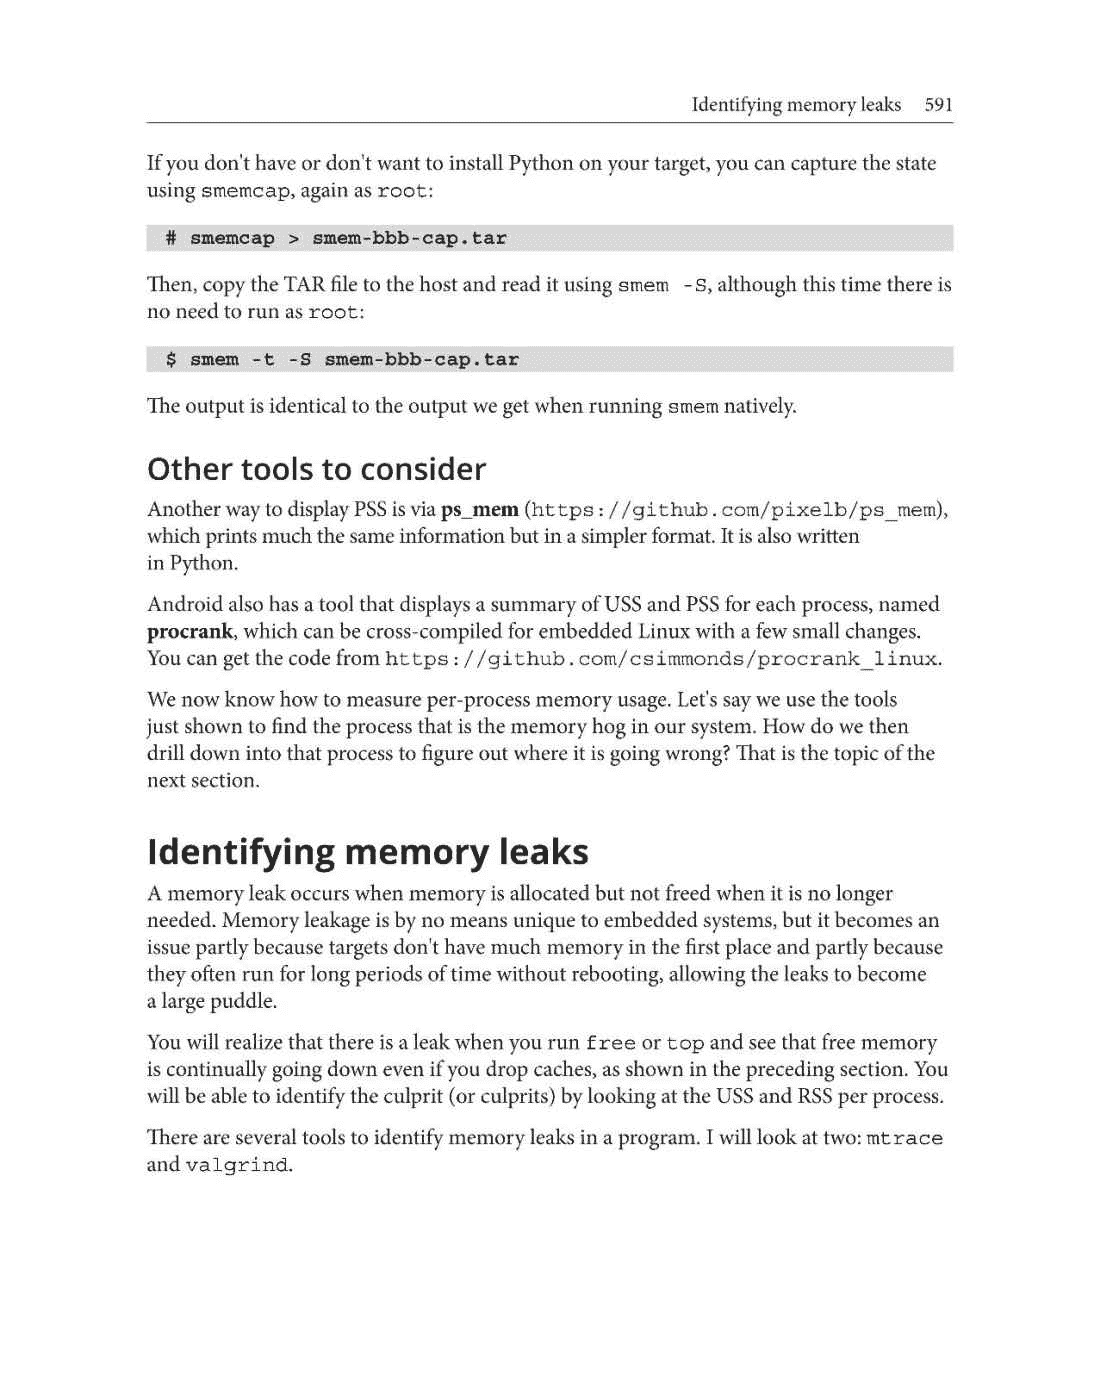 Identifying memory leaks 591
If you don't have or don't want to install Python on your target, you can capture the state
using smemcap, again as root:
# smemcap > smem-bbb-cap.tar
Then, copy the TAR file to the host and read it using smem -S, although this time there is
no need to run as root:
$ smem -t -S smem-bbb-cap.tar
The output is identical to the output we get when running smem natively.
Other tools to consider
Another way to display PSS is via ps_mem (https://github.com/pixelb/ps_mem),
which prints much the same information but in a simpler format. It is also written
in Python.
Android also has a tool that displays a summary of USS and PSS for each process, named
procrank, which can be cross-compiled for embedded Linux with a few small changes.
You can get the code from https://github.com/csimmonds/procrank_linux.
We now know how to measure per-process memory usage. Let's say we use the tools
just shown to find the process that is the memory hog in our system. How do we then
drill down into that process to figure out where it is going wrong? That is the topic of the
next section.
Identifying memory leaks
A memory leak occurs when memory is allocated but not freed when it is no longer
needed. Memory leakage is by no means unique to embedded systems, but it becomes an
issue partly because targets don't have much memory in the first place and partly because
they often run for long periods of time without rebooting, allowing the leaks to become
a large puddle.
You will realize that there is a leak when you run free or top and see that free memory
is continually going down even if you drop caches, as shown in the preceding section. You
will be able to identify the culprit (or culprits) by looking at the USS and RSS per process.
There are several tools to identify memory leaks in a program. I will look at two: mtrace
and valgrind.